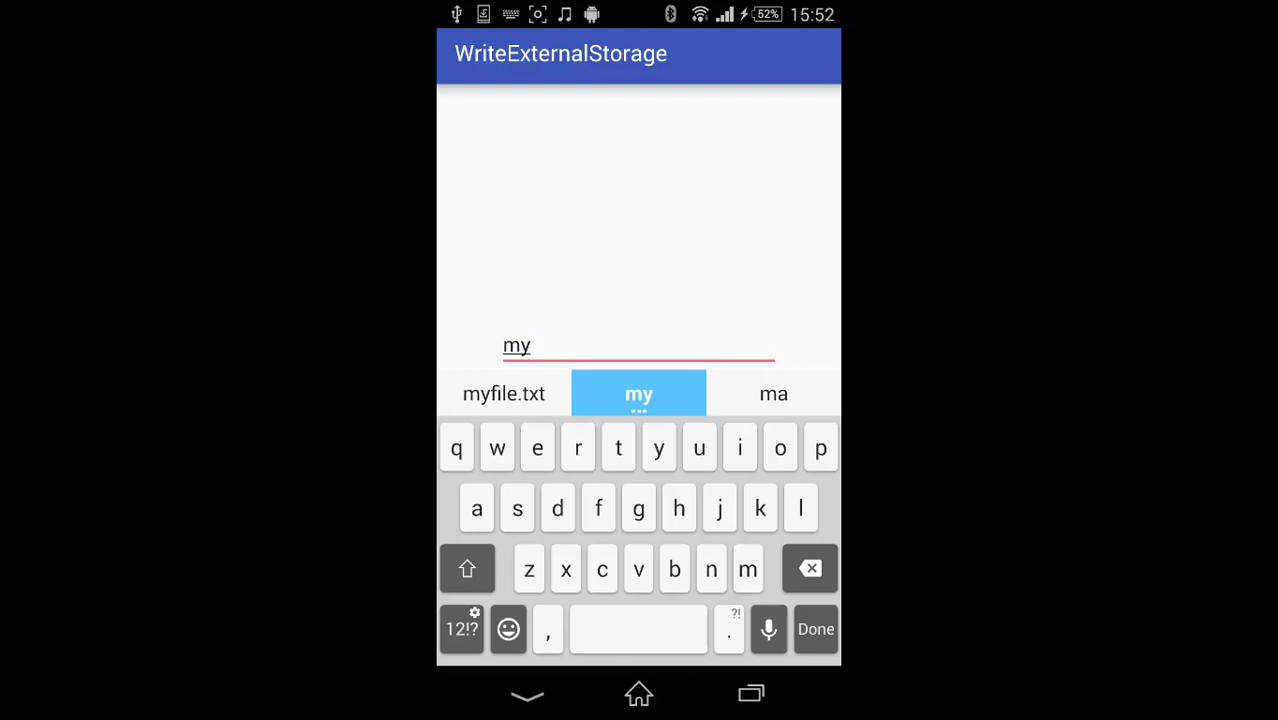 52% 15:52
WriteExternalStorage
my
myfile.txt my ma
q w e r t y u i o p
a s d f g h j k l
z x c v b n m
?!
12!? , . Done